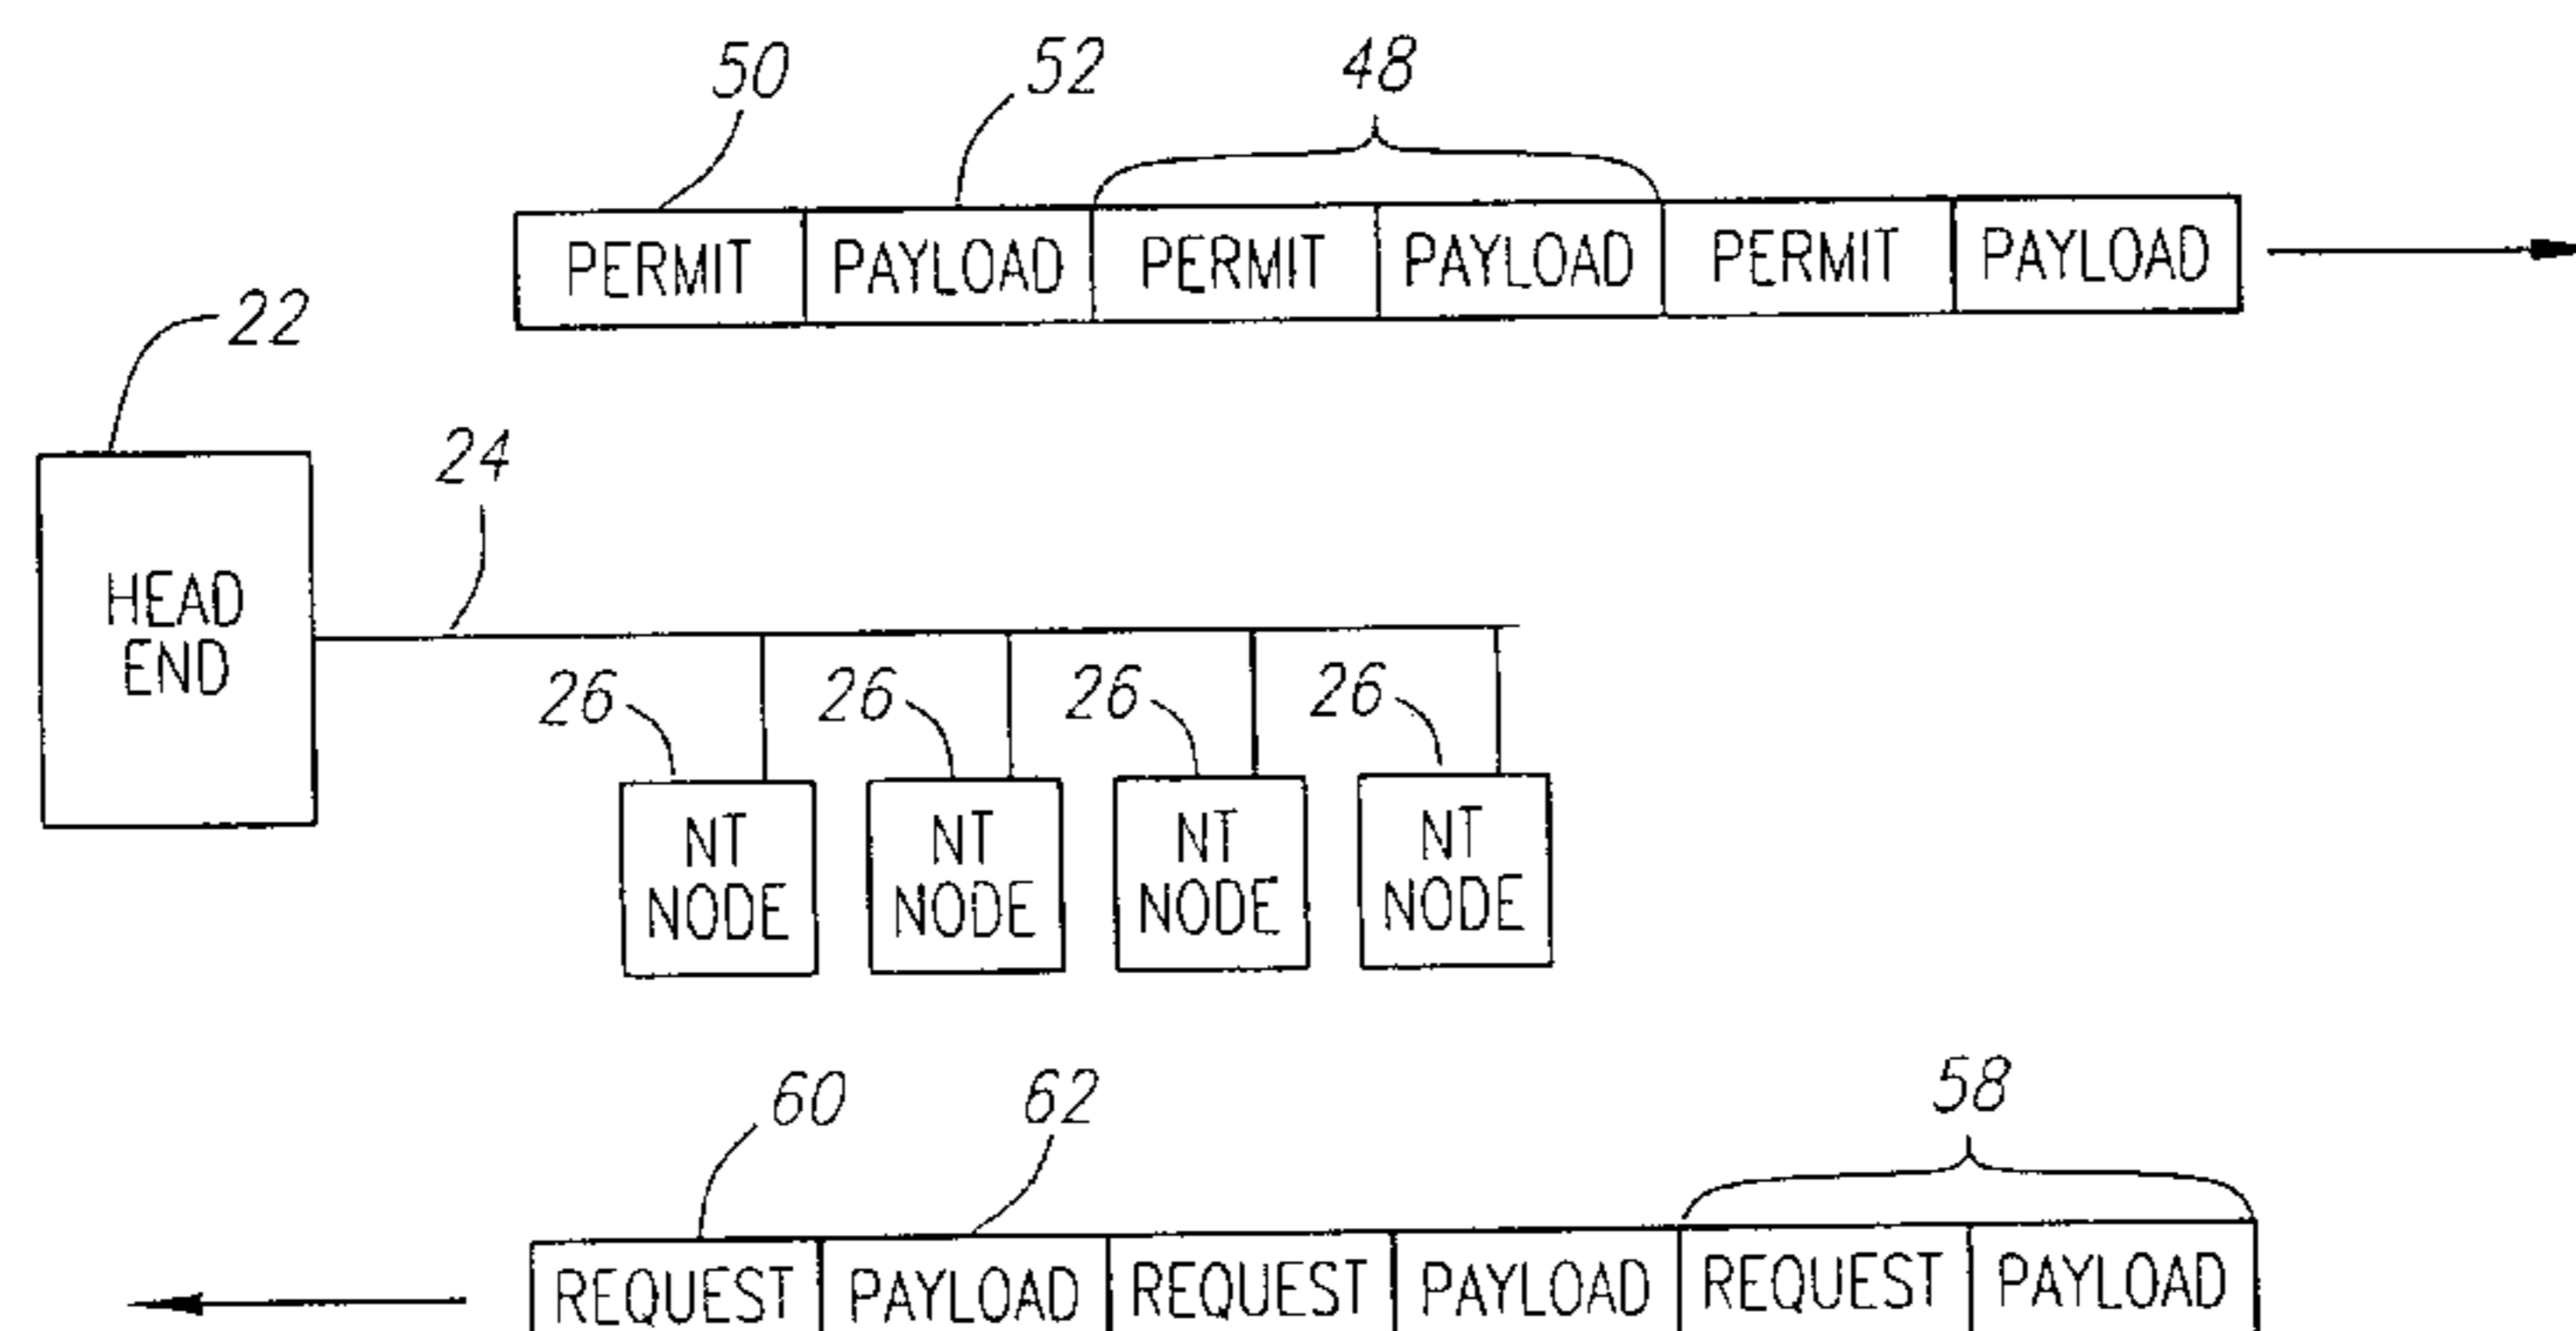 50 52 48
PERMIT PAYLOAD PERMIT PAYLOAD PERMIT PAYLOAD
22
24
HEAD
END
26 26 26 26
NT NT NT NT
NODE NODE NODE NODE
60 62 58
REQUEST PAYLOAD REQUEST PAYLOAD REQUEST PAYLOAD